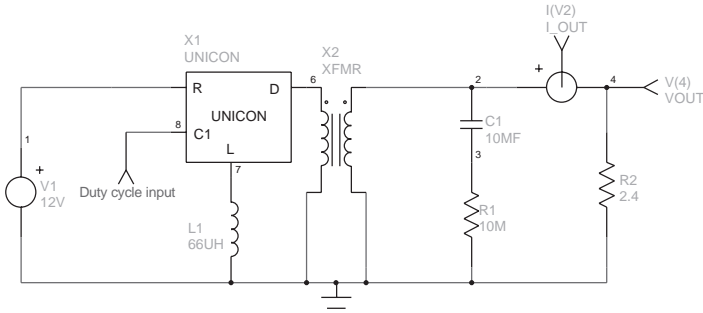 I(V2)
I_OUT
X1
UNICON
X2
XFMR
R
D
6
2
+
4
V(4)
VOUT
UNICON
8
C1
L
C1
10MF
1
7
3
+
V1
12V
Duty cycle input
R2
2.4
L1
66UH
R1
10M